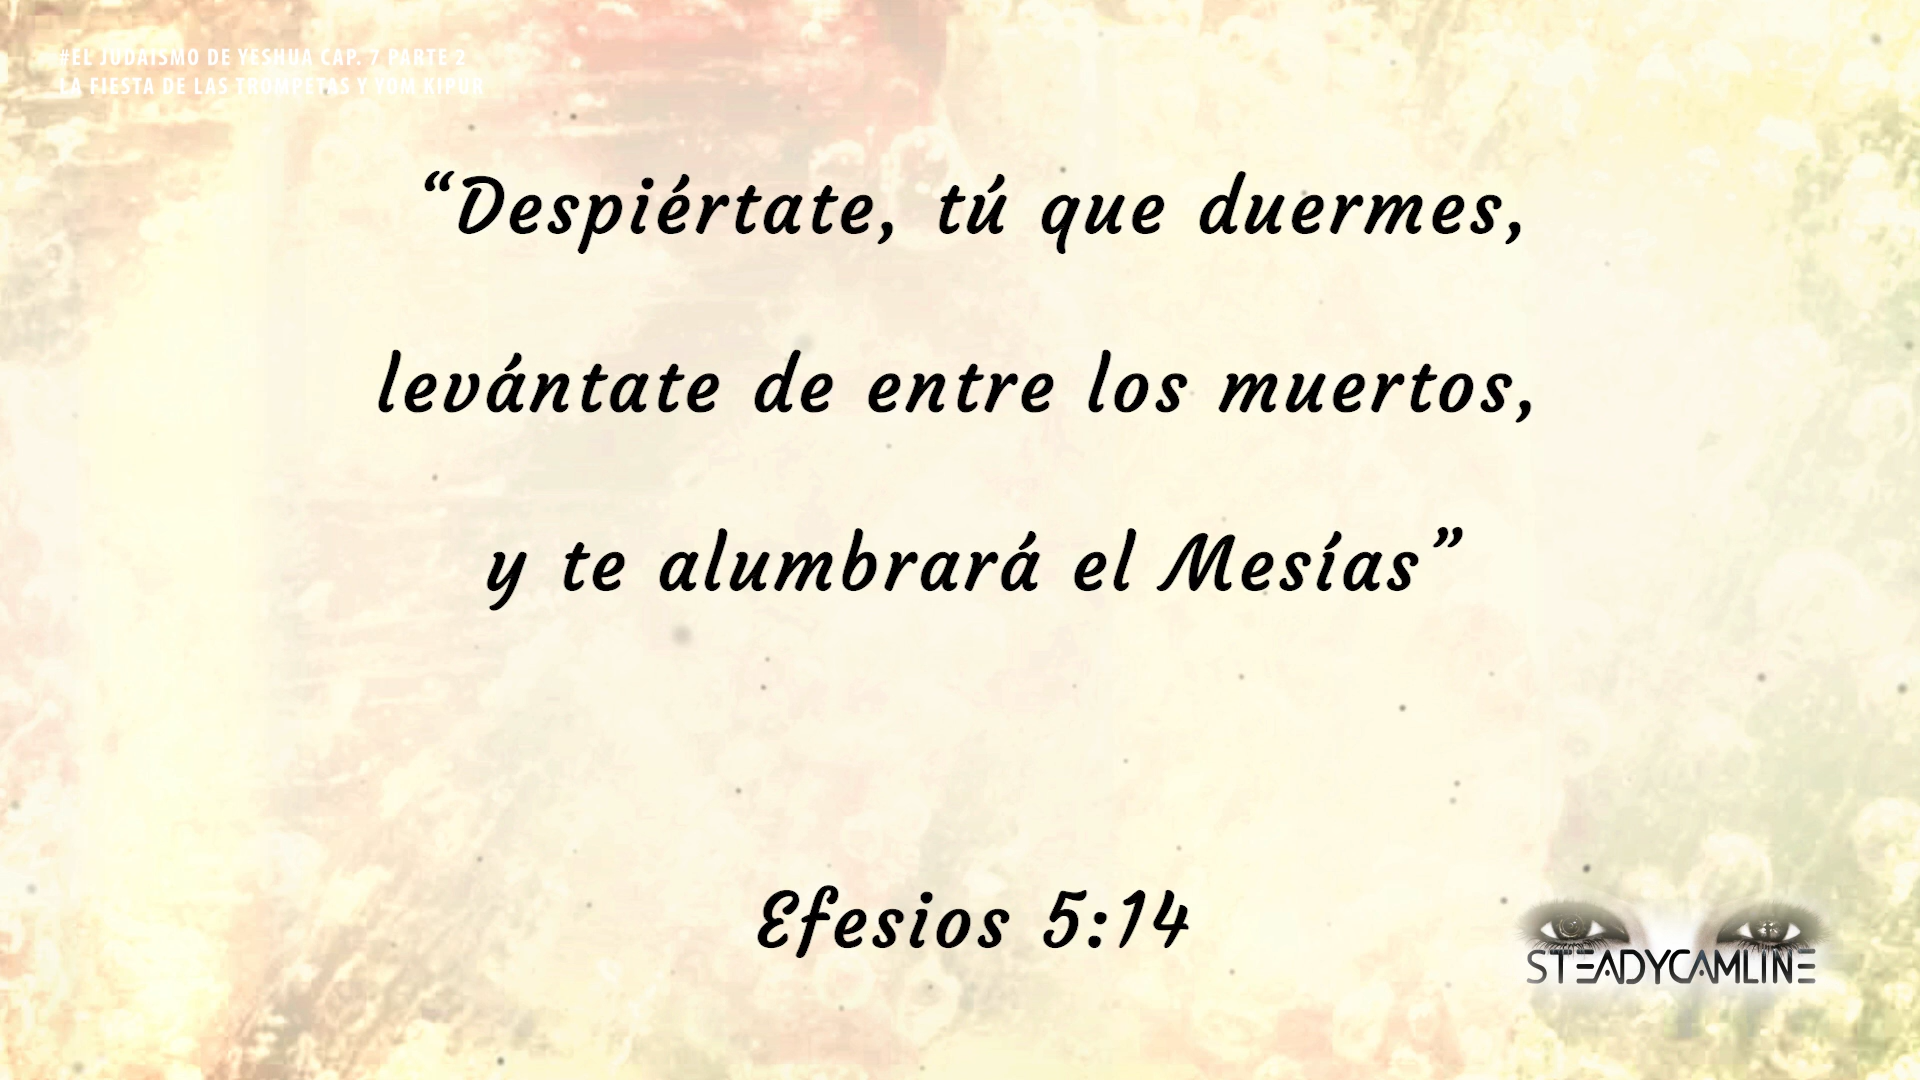 #EL JUDAISMO DE YESHUA CAP. 7 PARTE 2
LA FIESTA DE LAS TROMPETAS Y YOM KIPUR
“Despiértate, tú que duermes,
levántate de entre los muertos,
y te alumbrará el Mesías”
Efesios 5:14
STEADYCAMLINE